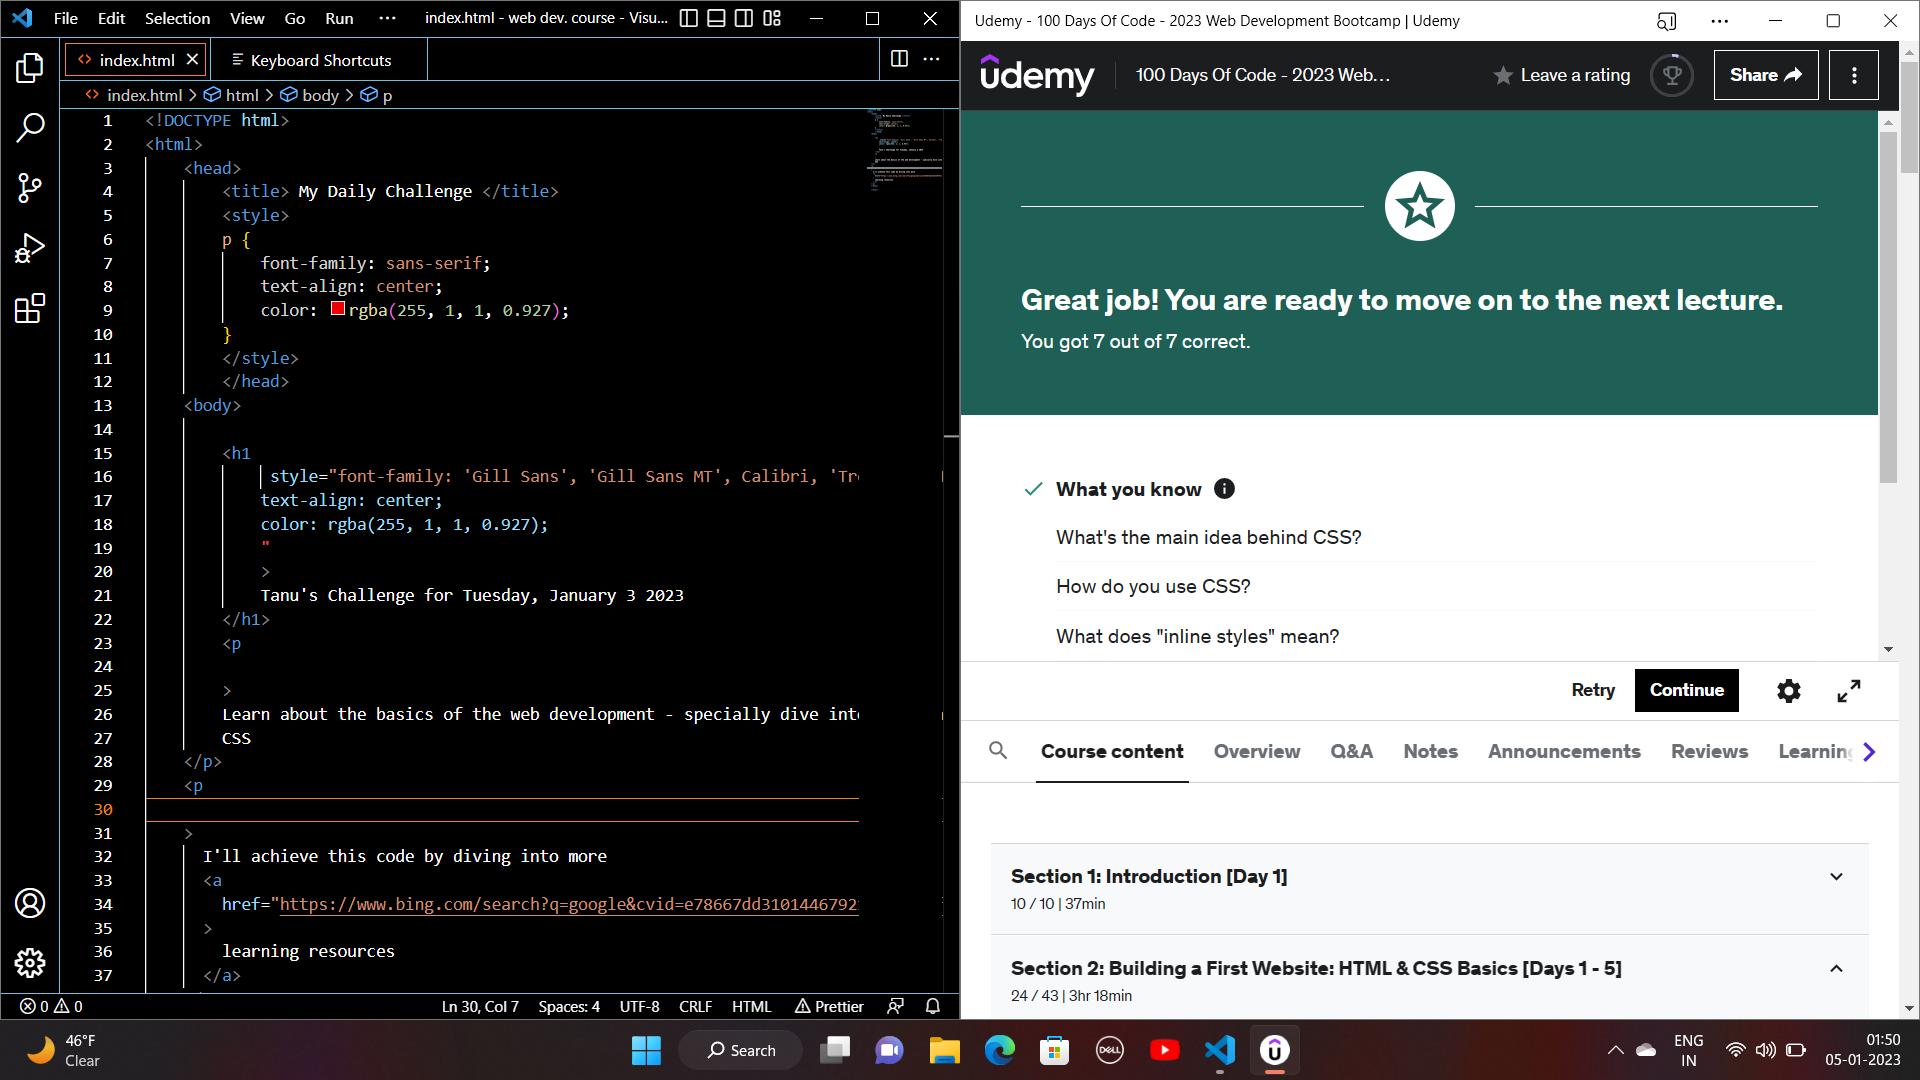 File Edit Selection View Go Run ··· index.html - web dev. course - Visu...
index.html Keyboard Shortcuts
index.html > html > body > p
1 <!DOCTYPE html>
2 <html>
3 <head>
4 <title> My Daily Challenge </title>
5 <style>
6 p {
7 font-family: sans-serif;
8 text-align: center;
9 color: rgba(255, 1, 1, 0.927);
10 }
11 </style>
12 </head>
13 <body>
14
15 <h1
16 style="font-family: 'Gill Sans', 'Gill Sans MT', Calibri, 'Tre
17 text-align: center;
18 color: rgba(255, 1, 1, 0.927);
19 "
20 >
21 Tanu's Challenge for Tuesday, January 3 2023
22 </h1>
23 <p
24
25 >
26 Learn about the basics of the web development - specially dive into
27 CSS
28 </p>
29 <p
30
31 >
32 I'll achieve this code by diving into more
33 <a
34 href="https://www.bing.com/search?q=google&cvid=e78667dd310144679
35 >
36 learning resources
37 </a>
0 0 Ln 30, Col 7 Spaces: 4 UTF-8 CRLF HTML Prettier
Udemy - 100 Days Of Code - 2023 Web Development Bootcamp | Udemy
udemy 100 Days Of Code - 2023 Web... Leave a rating Share
Great job! You are ready to move on to the next lecture.
You got 7 out of 7 correct.
What you know
What's the main idea behind CSS?
How do you use CSS?
What does "inline styles" mean?
Retry Continue
Course content Overview Q&A Notes Announcements Reviews Learning
Section 1: Introduction [Day 1]
10 / 10 | 37min
Section 2: Building a First Website: HTML & CSS Basics [Days 1 - 5]
24 / 43 | 3hr 18min
46°F
Clear
Search
DELL
ENG
IN
01:50
05-01-2023